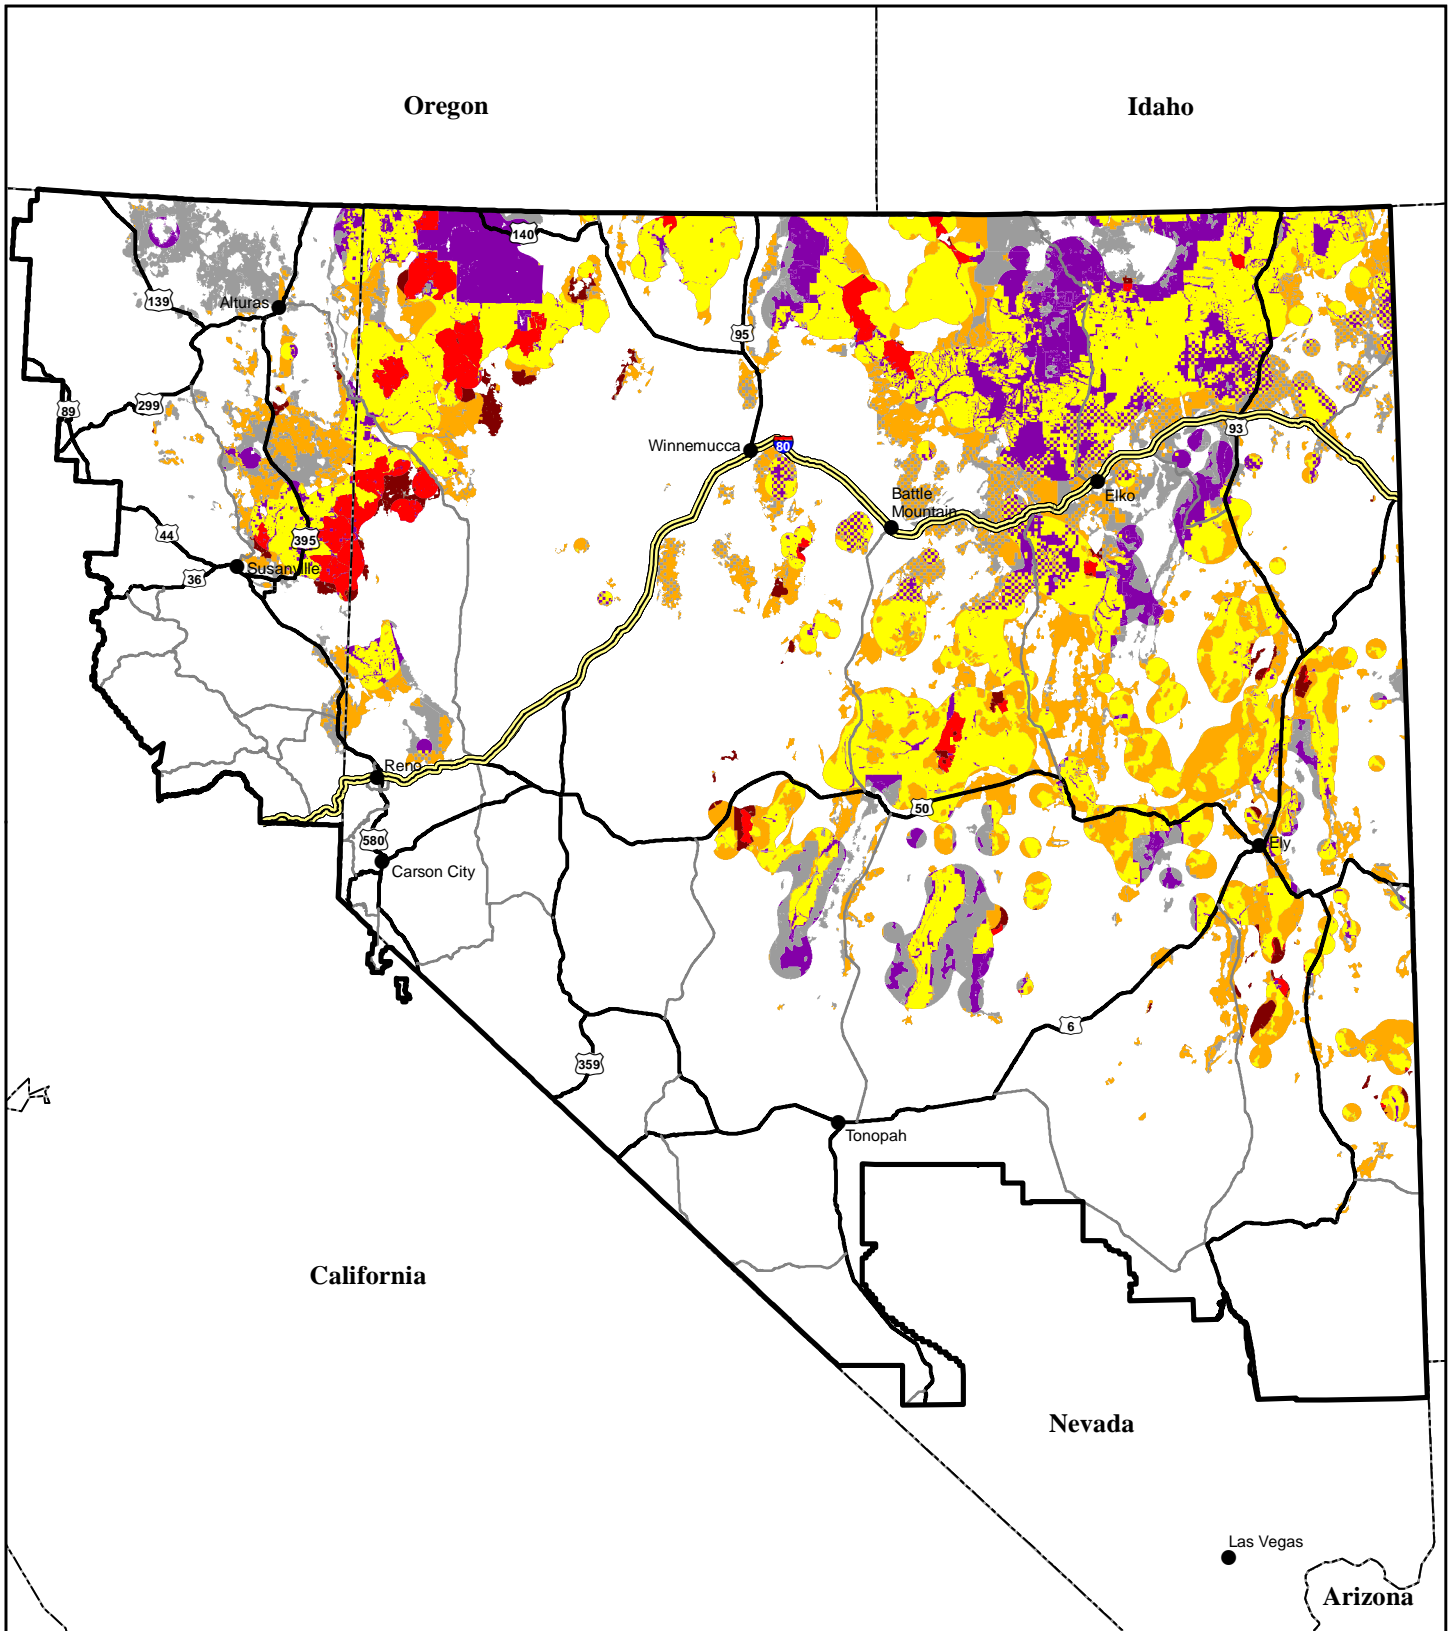 Oregon
Idaho
140
139
Alturas
95
89
299
93
Winnemucca
80
Elko
Battle
Mountain
44
395
Susanville
36
Reno
50
580
Carson City
Ely
6
359
Tonopah
California
Nevada
Las Vegas
Arizona